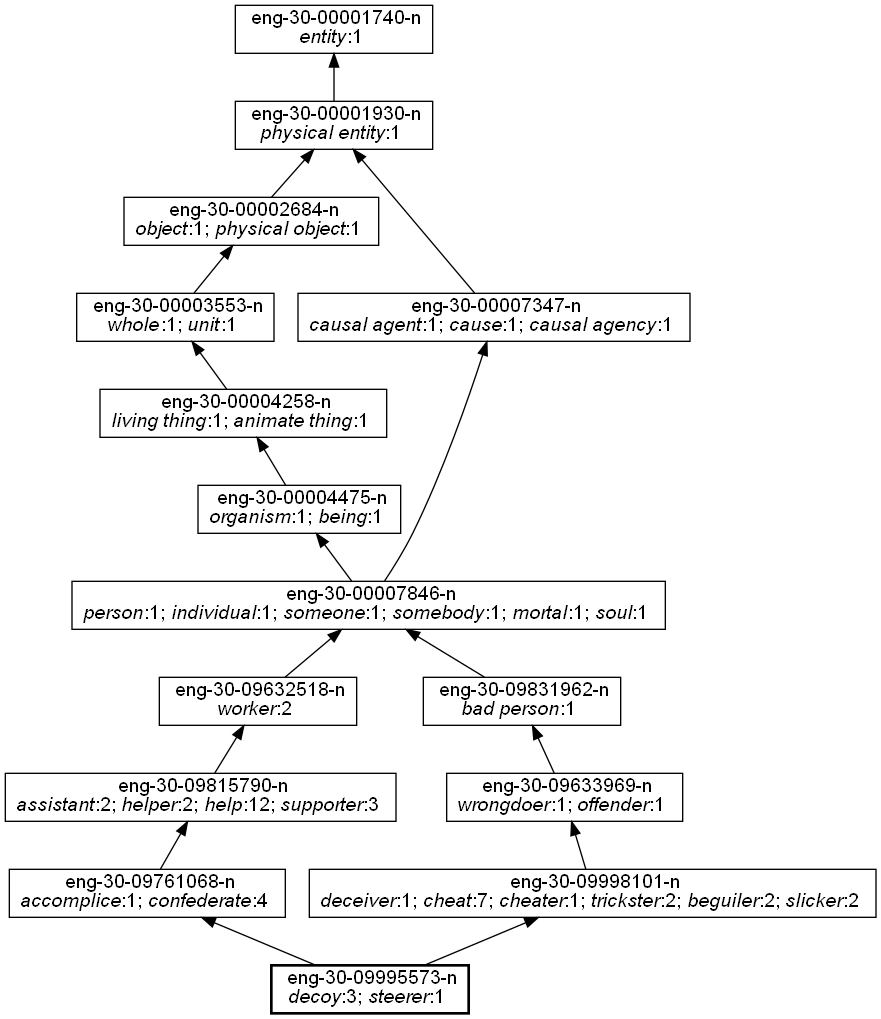 eng-30-00001740-n
entity:1
eng-30-00001930-n
physical entity:1
eng-30-00002684-n
object:1; physical object:1
eng-30-00003553-n
whole:1; unit:1
eng-30-00007347-n
causal agent:1; cause:1; causal agency:1
eng-30-00004258-n
living thing:1; animate thing:1
eng-30-00004475-n
organism:1; being:1
eng-30-00007846-n
person:1; individual:1; someone:1; somebody:1; mortal:1; soul:1
eng-30-09632518-n
worker:2
eng-30-09831962-n
bad person:1
eng-30-09815790-n
assistant:2; helper:2; help:12; supporter:3
eng-30-09633969-n
wrongdoer:1; offender:1
eng-30-09761068-n
accomplice:1; confederate:4
eng-30-09998101-n
deceiver:1; cheat:7; cheater:1; trickster:2; beguiler:2; slicker:2
eng-30-09995573-n
decoy:3; steerer:1